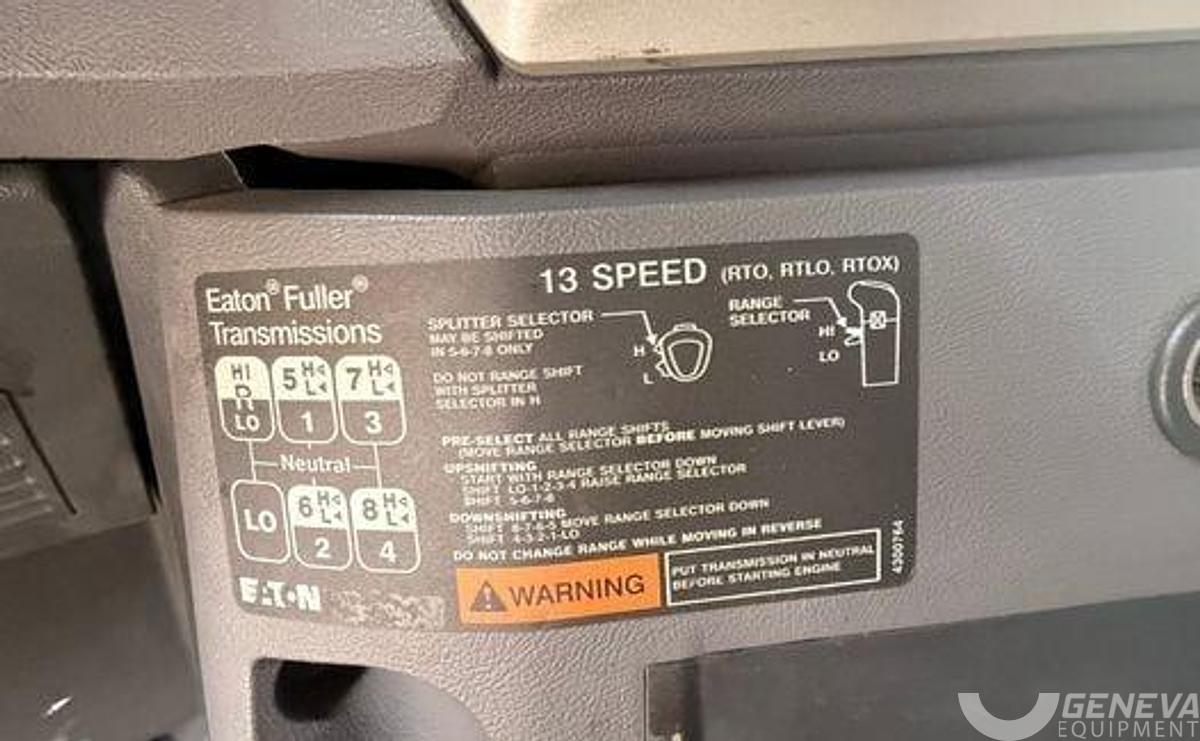 Eaton® Fuller®
Transmissions
13 SPEED (RTO, RTLO, RTOX)
SPLITTER SELECTOR
MAY BE SHIFTED
IN 5-6-7-8 ONLY
DO NOT RANGE SHIFT
WITH SPLITTER
SELECTOR IN H
H
L
RANGE
SELECTOR
HI
LO
HI
R
LO
5 H
L
1
7 H
L
3
Neutral
LO
6 H
L
2
8 H
L
4
PRE-SELECT ALL RANGE SHIFTS
(MOVE RANGE SELECTOR BEFORE MOVING SHIFT LEVER)
UPSHIFTING
START WITH RANGE SELECTOR DOWN
SHIFT LO-1-2-3-4 RAISE RANGE SELECTOR
SHIFT 5-6-7-8
DOWNSHIFTING
SHIFT 8-7-6-5 MOVE RANGE SELECTOR DOWN
SHIFT 4-3-2-1-LO
DO NOT CHANGE RANGE WHILE MOVING IN REVERSE
EATON
WARNING
PUT TRANSMISSION IN NEUTRAL
BEFORE STARTING ENGINE
4300764
GENEVA
EQUIPMENT